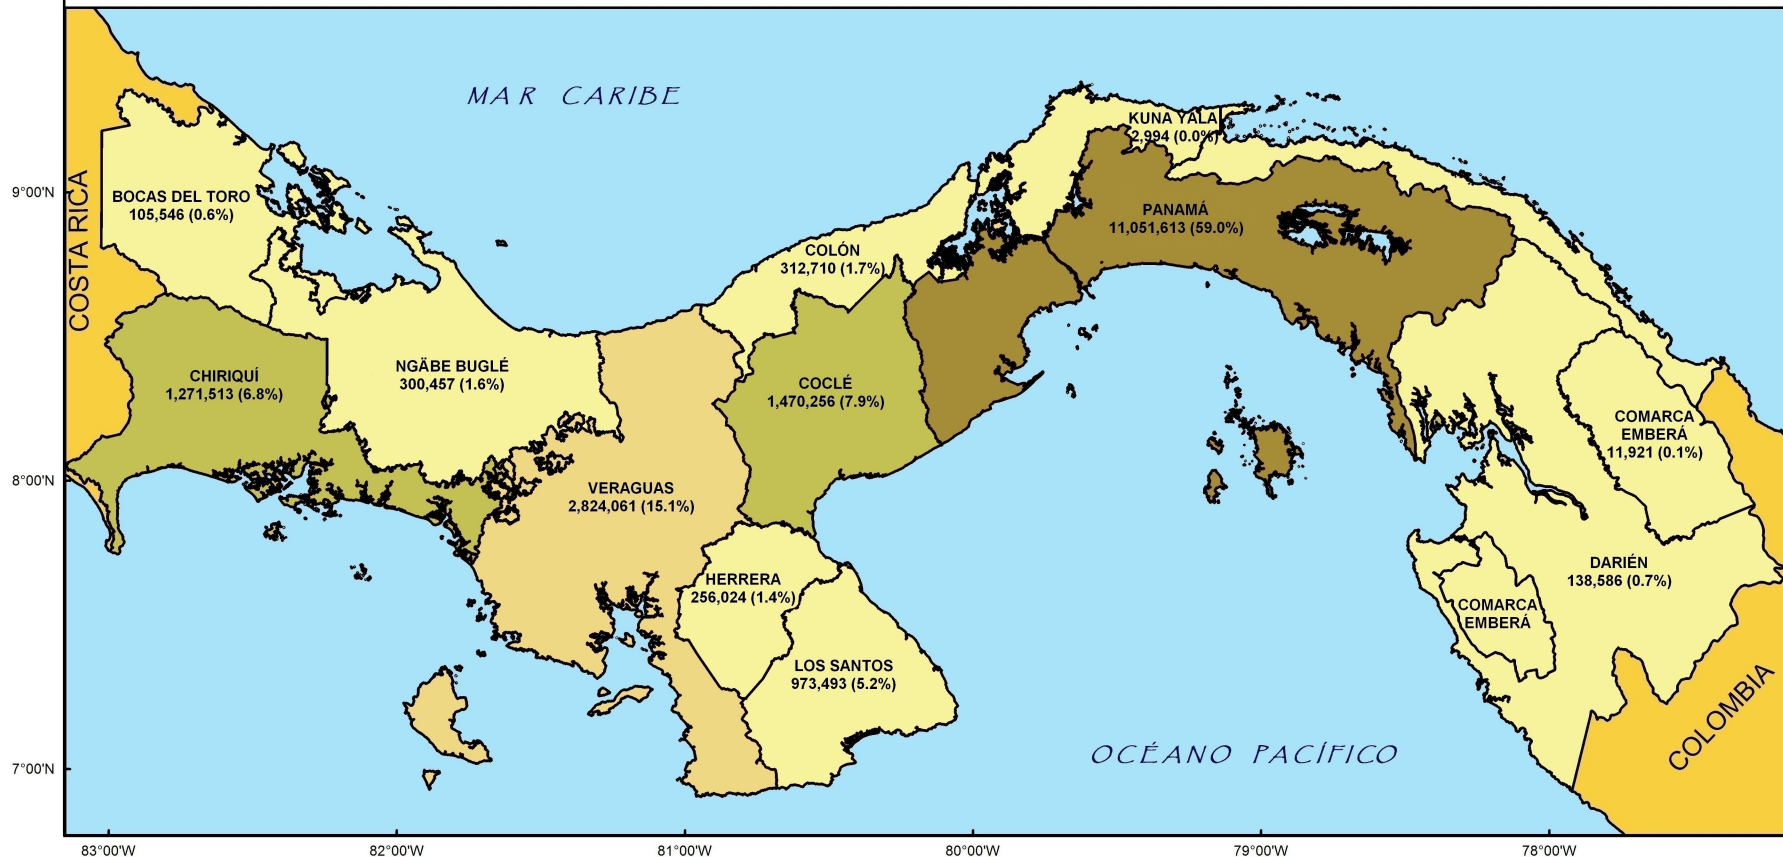 MAR CARIBE
KUNA YALA
2,994 (0.0%)
9°00'N
COSTA RICA
BOCAS DEL TORO
105,546 (0.6%)
PANAMÁ
11,051,613 (59.0%)
COLÓN
312,710 (1.7%)
CHIRIQUÍ
1,271,513 (6.8%)
NGÄBE BUGLÉ
300,457 (1.6%)
COCLÉ
1,470,256 (7.9%)
COMARCA
EMBERÁ
11,921 (0.1%)
8°00'N
VERAGUAS
2,824,061 (15.1%)
HERRERA
256,024 (1.4%)
DARIÉN
138,586 (0.7%)
COMARCA
EMBERÁ
LOS SANTOS
973,493 (5.2%)
COLOMBIA
OCÉANO PACÍFICO
7°00'N
83°00'W
82°00'W
81°00'W
80°00'W
79°00'W
78°00'W